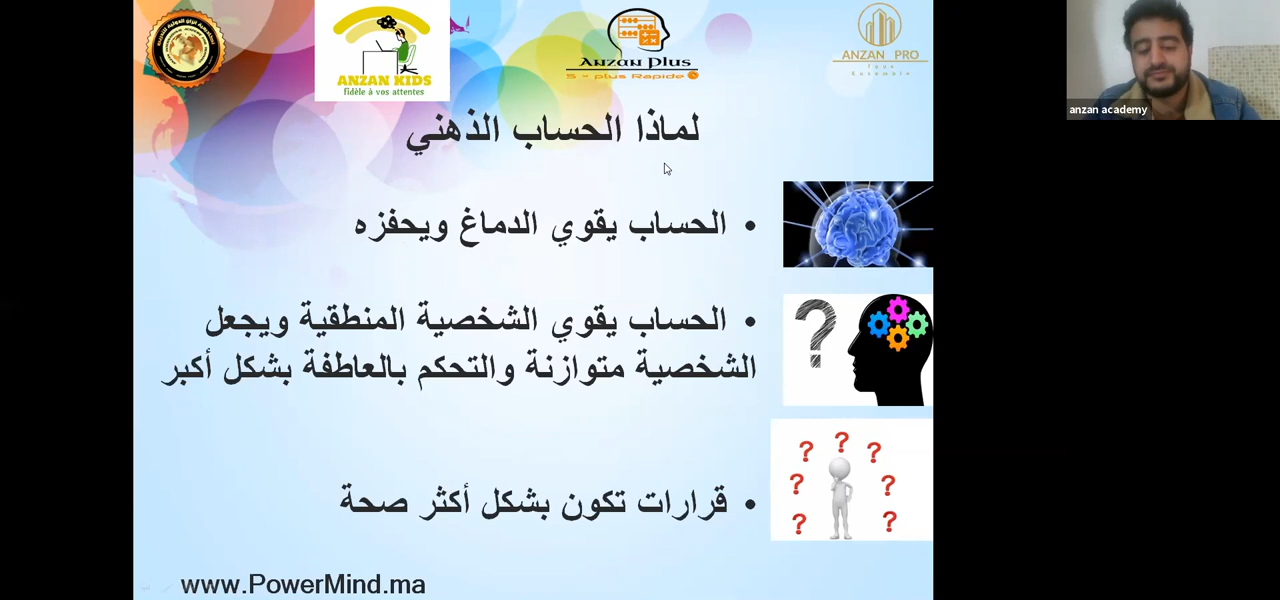 ANZAN KIDS
fidèle à vos attentes
Anzan Plus
5 × plus Rapide
ANZAN PRO
anzan academy
لماذا الحساب الذهني
• الحساب يقوي الدماغ ويحفزه
• الحساب يقوي الشخصية المنطقية ويجعل
الشخصية متوازنة والتحكم بالعاطفة بشكل أكبر
• قرارات تكون بشكل أكثر صحة
www.PowerMind.ma